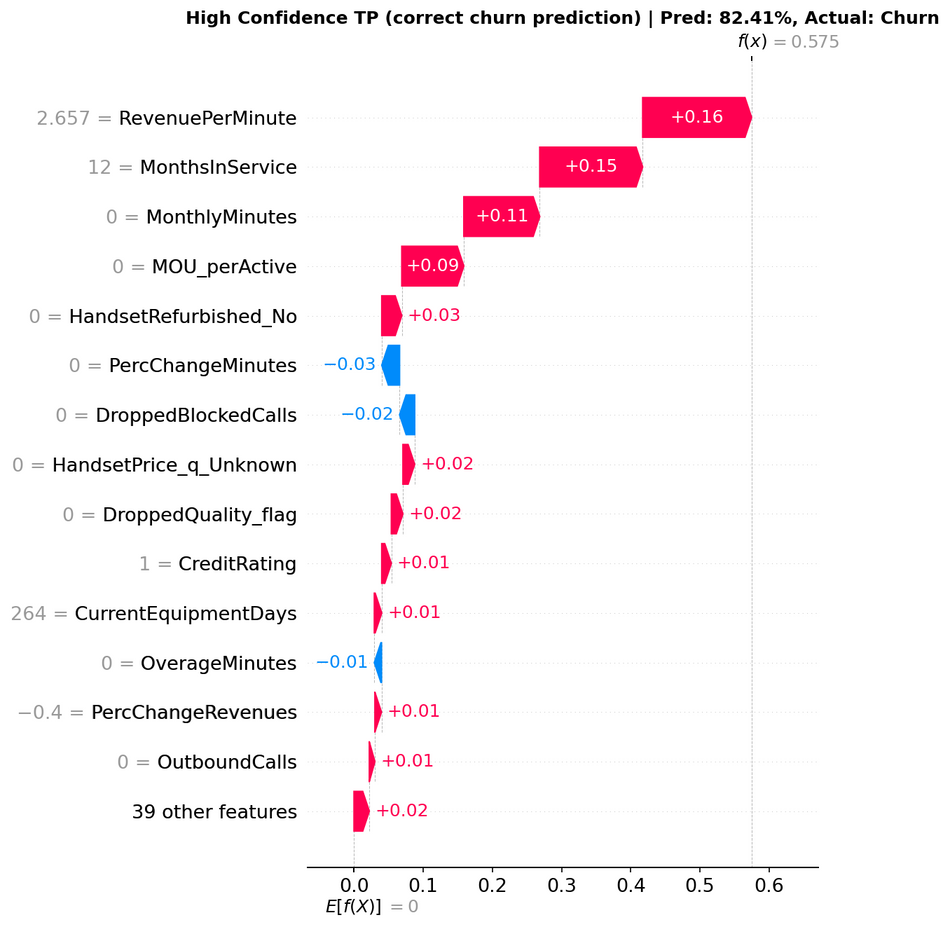 High Confidence TP (correct churn prediction) | Pred: 82.41%, Actual: Churn
f(x) = 0.575
2.657 = RevenuePerMinute +0.16
12 = MonthsInService +0.15
0 = MonthlyMinutes +0.11
0 = MOU_perActive +0.09
0 = HandsetRefurbished_No +0.03
0 = PercChangeMinutes −0.03
0 = DroppedBlockedCalls −0.02
0 = HandsetPrice_q_Unknown +0.02
0 = DroppedQuality_flag +0.02
1 = CreditRating +0.01
264 = CurrentEquipmentDays +0.01
0 = OverageMinutes −0.01
−0.4 = PercChangeRevenues +0.01
0 = OutboundCalls +0.01
39 other features +0.02
0.0 0.1 0.2 0.3 0.4 0.5 0.6
E[f(X)] = 0